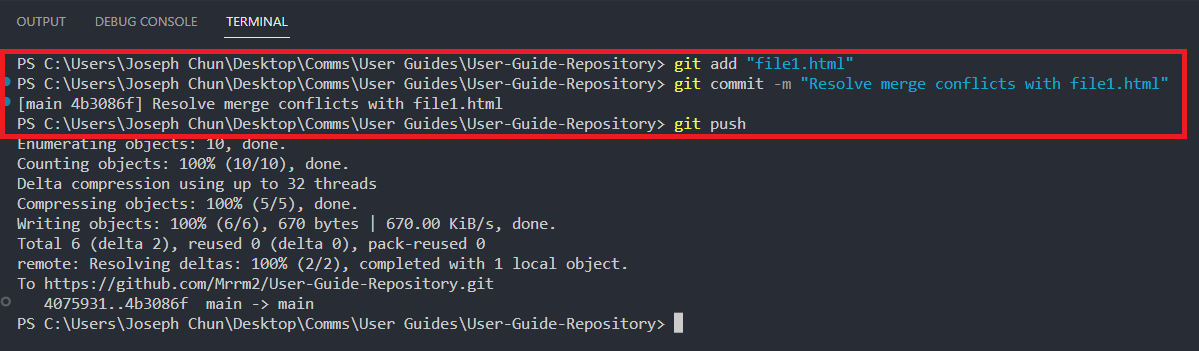 OUTPUT DEBUG CONSOLE TERMINAL
PS C:\Users\Joseph Chun\Desktop\Comms\User Guides\User-Guide-Repository> git add "file1.html"
PS C:\Users\Joseph Chun\Desktop\Comms\User Guides\User-Guide-Repository> git commit -m "Resolve merge conflicts with file1.html"
[main 4b3086f] Resolve merge conflicts with file1.html
PS C:\Users\Joseph Chun\Desktop\Comms\User Guides\User-Guide-Repository> git push
Enumerating objects: 10, done.
Counting objects: 100% (10/10), done.
Delta compression using up to 32 threads
Compressing objects: 100% (5/5), done.
Writing objects: 100% (6/6), 670 bytes | 670.00 KiB/s, done.
Total 6 (delta 2), reused 0 (delta 0), pack-reused 0
remote: Resolving deltas: 100% (2/2), completed with 1 local object.
To https://github.com/Mrrm2/User-Guide-Repository.git
   4075931..4b3086f  main -> main
PS C:\Users\Joseph Chun\Desktop\Comms\User Guides\User-Guide-Repository>